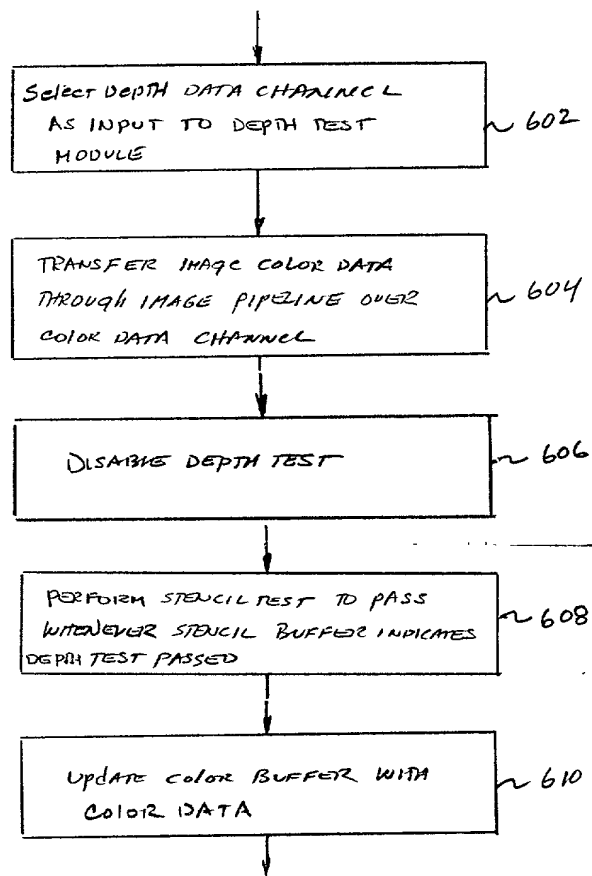 Select DEPTH DATA CHANNEL
AS INPUT TO DEPTH TEST
MODULE
602
TRANSFER IMAGE COLOR DATA
THROUGH IMAGE PIPELINE OVER
COLOR DATA CHANNEL
604
DISABLE DEPTH TEST
606
PERFORM STENCIL TEST TO PASS
WHENEVER STENCIL BUFFER INDICATES
DEPTH TEST PASSED
608
UPDATE COLOR BUFFER WITH
COLOR DATA
610